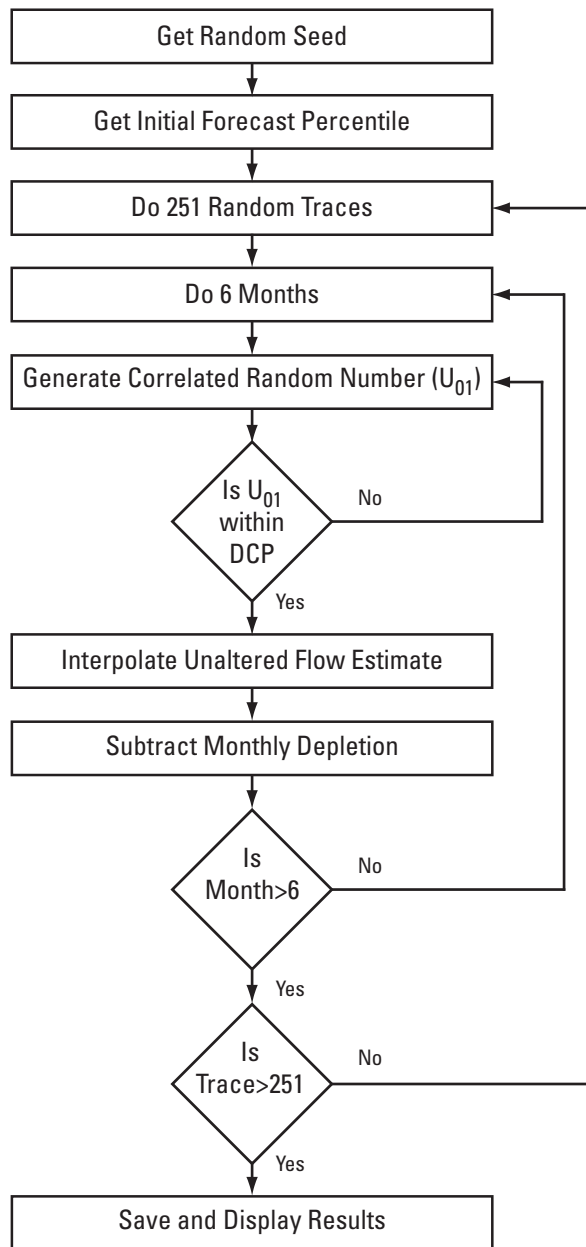 Get Random Seed
Get Initial Forecast Percentile
Do 251 Random Traces
Do 6 Months
Generate Correlated Random Number (U₀₁)
Is U₀₁
within
DCP
No
Yes
Interpolate Unaltered Flow Estimate
Subtract Monthly Depletion
Is
Month>6
No
Yes
Is
Trace>251
No
Yes
Save and Display Results